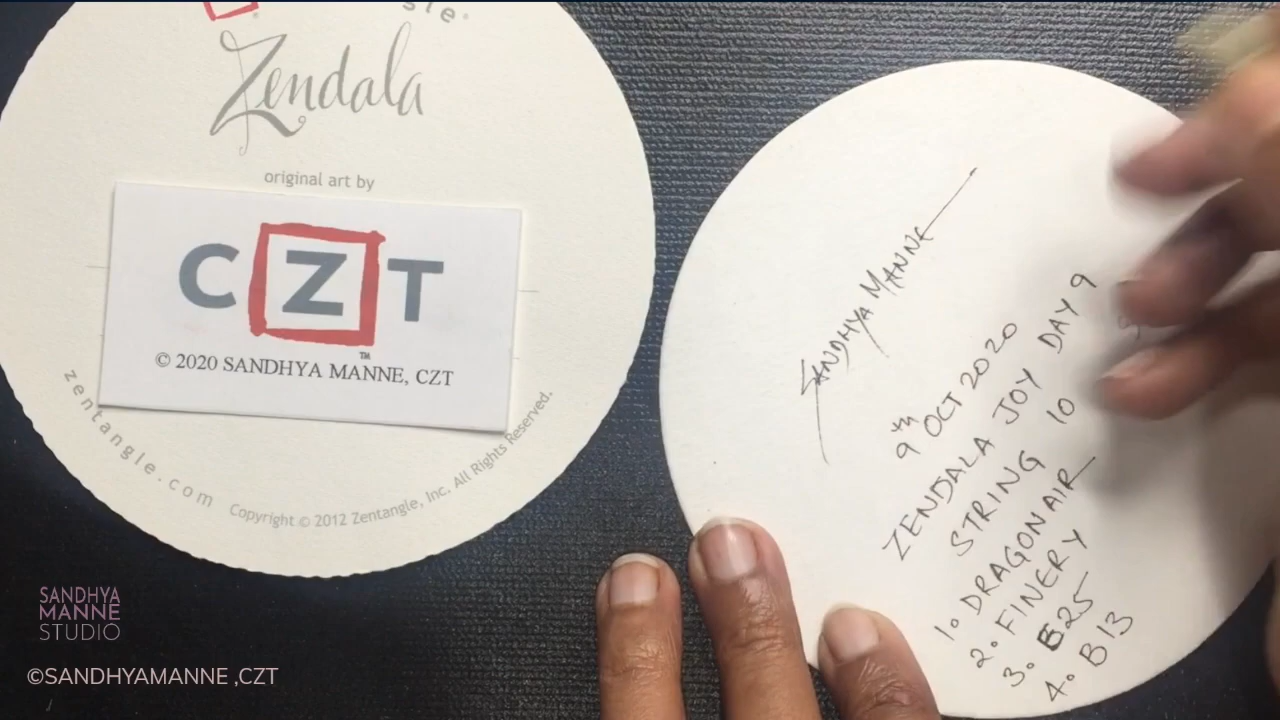 Zendala
original art by
CZT
™
© 2020 SANDHYA MANNE, CZT
zentangle.com
Copyright © 2012 Zentangle, Inc. All Rights Reserved.
SANDHYA MANNE
9th OCT 2020
ZENDALA JOY DAY 9
STRING 10
1. DRAGONAIR
2. FINERY
3. B25
4. B13
SANDHYA
MANNE
STUDIO
©SANDHYAMANNE ,CZT